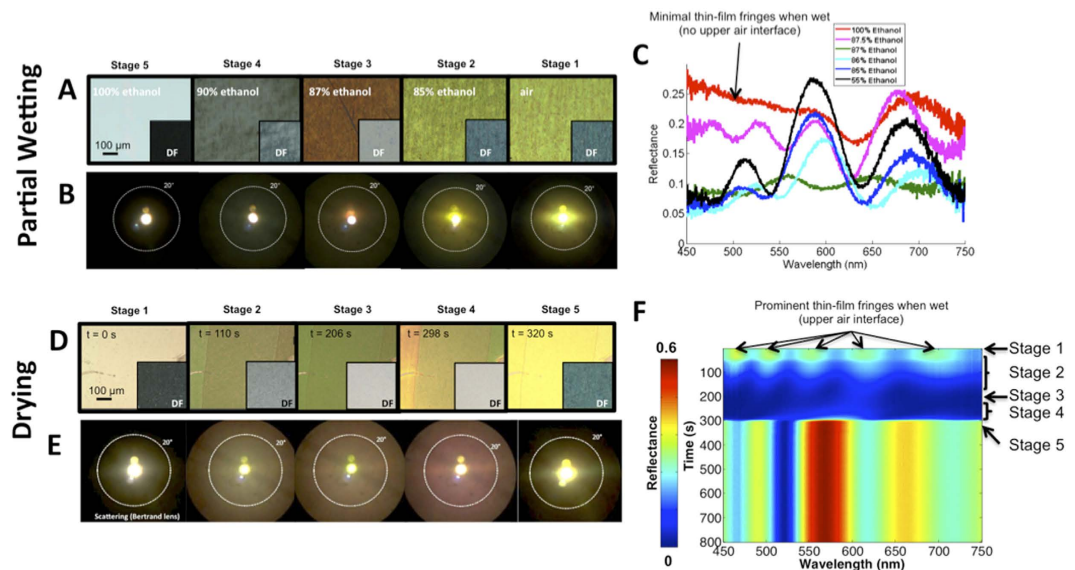 Partial Wetting
A
Stage 5
Stage 4
Stage 3
Stage 2
Stage 1
100% ethanol
90% ethanol
87% ethanol
85% ethanol
air
100 µm
DF
DF
DF
DF
DF
B
20°
20°
20°
20°
20°
C
Minimal thin-film fringes when wet
(no upper air interface)
100% Ethanol
87.5% Ethanol
87% Ethanol
86% Ethanol
85% Ethanol
55% Ethanol
Reflectance
0.25
0.2
0.15
0.1
0.05
0
450
500
550
600
650
700
750
Wavelength (nm)
Drying
D
Stage 1
Stage 2
Stage 3
Stage 4
Stage 5
t = 0 s
t = 110 s
t = 206 s
t = 298 s
t = 320 s
100 µm
DF
DF
DF
DF
DF
E
20°
20°
20°
20°
20°
Scattering (Bertrand lens)
F
Prominent thin-film fringes when wet
(upper air interface)
0.6
Reflectance
0
Time (s)
100
200
300
400
500
600
700
800
450
500
550
600
650
700
750
Wavelength (nm)
Stage 1
Stage 2
Stage 3
Stage 4
Stage 5